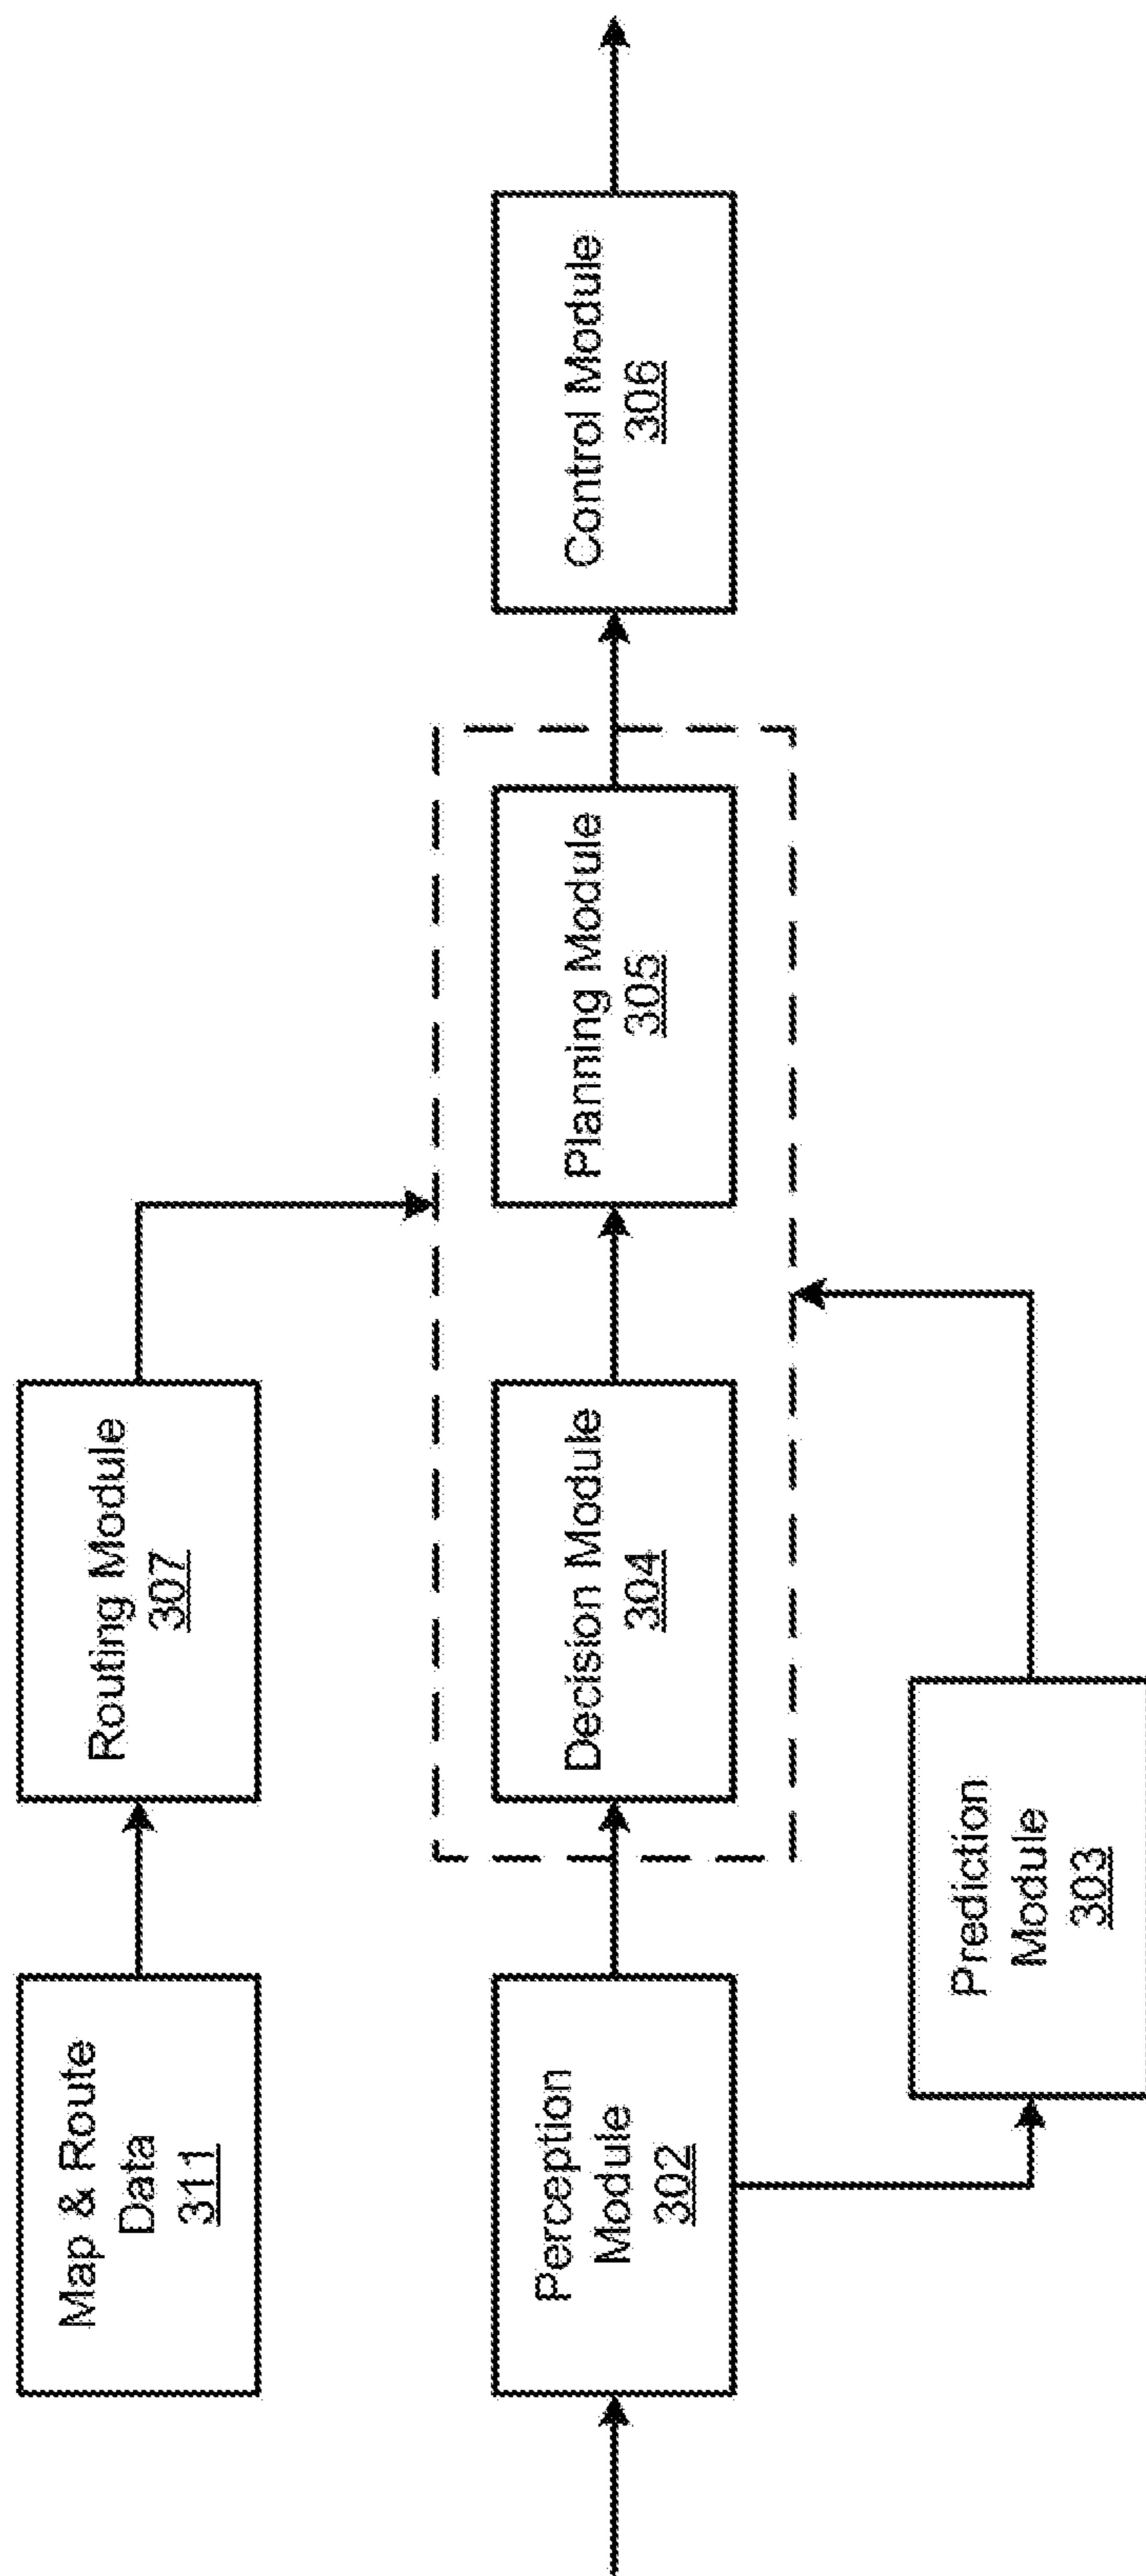 Map & Route
Data
311
Routing Module
307
Perception
Module
302
Decision Module
304
Planning Module
305
Control Module
306
Prediction
Module
303